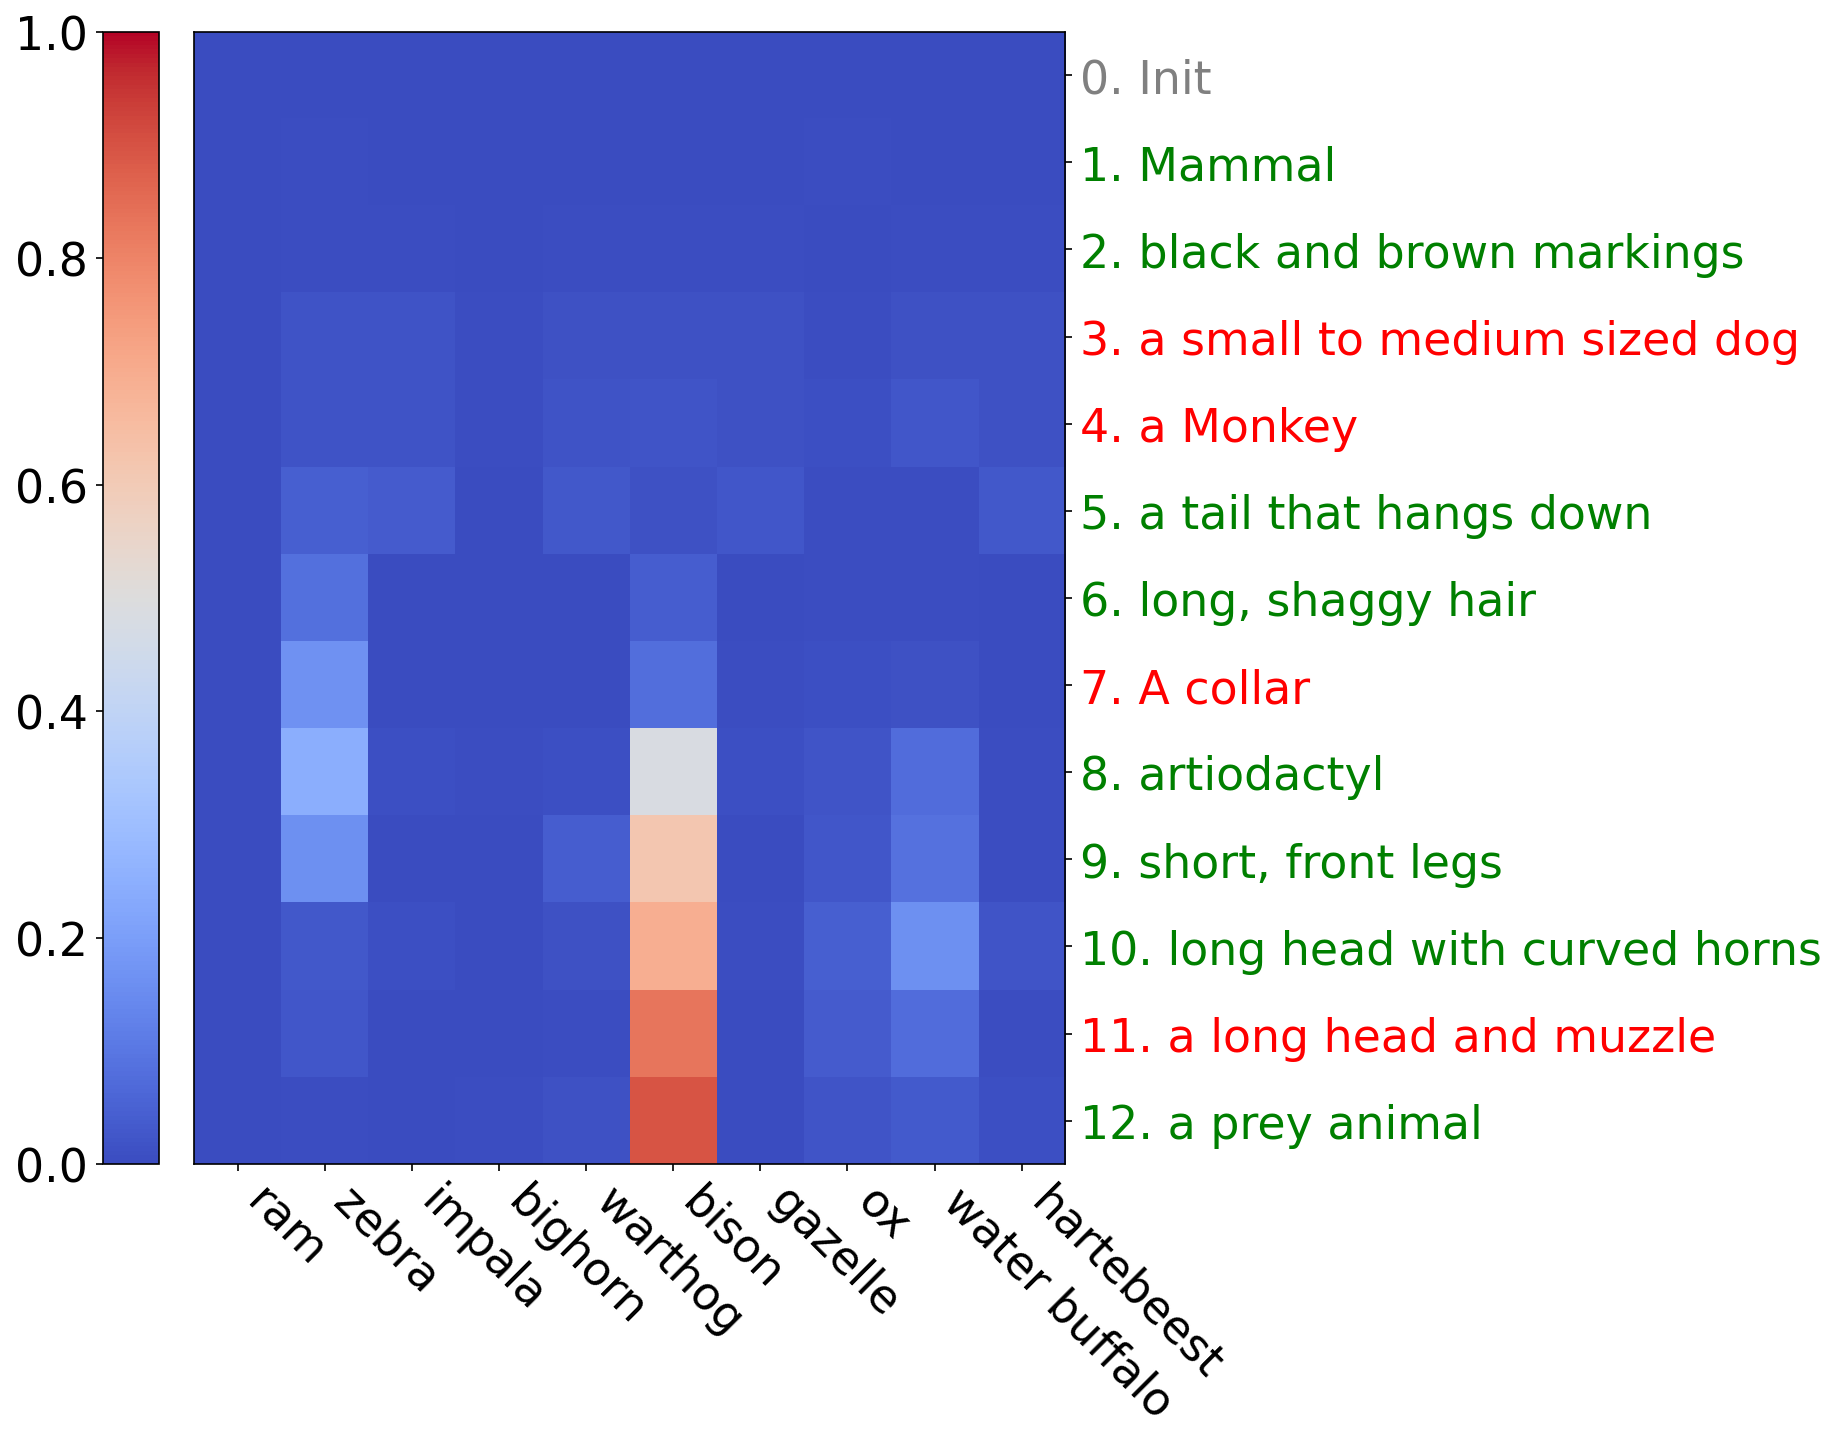 1.0
0.8
0.6
0.4
0.2
0.0
0. Init
1. Mammal
2. black and brown markings
3. a small to medium sized dog
4. a Monkey
5. a tail that hangs down
6. long, shaggy hair
7. A collar
8. artiodactyl
9. short, front legs
10. long head with curved horns
11. a long head and muzzle
12. a prey animal
ram
zebra
impala
bighorn
warthog
bison
gazelle
ox
water buffalo
hartebeest